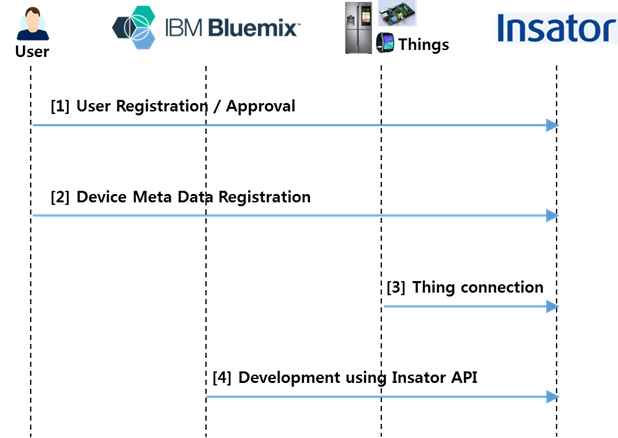 User
IBM Bluemix™
Things
Insator
[1] User Registration / Approval
[2] Device Meta Data Registration
[3] Thing connection
[4] Development using Insator API